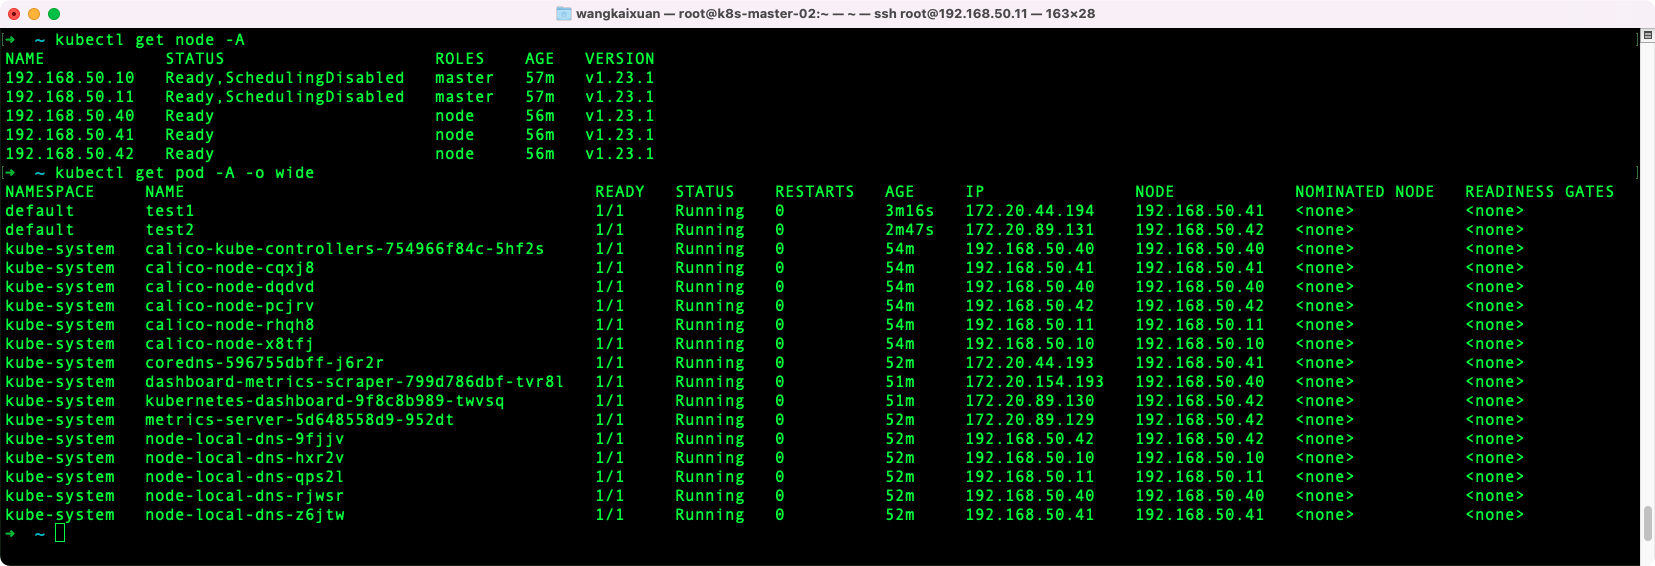 wangkaixuan — root@k8s-master-02:~ — ~ — ssh root@192.168.50.11 — 163×28
[➜  ~ kubectl get node -A ]
NAME            STATUS                     ROLES    AGE   VERSION
192.168.50.10   Ready,SchedulingDisabled   master   57m   v1.23.1
192.168.50.11   Ready,SchedulingDisabled   master   57m   v1.23.1
192.168.50.40   Ready                      node     56m   v1.23.1
192.168.50.41   Ready                      node     56m   v1.23.1
192.168.50.42   Ready                      node     56m   v1.23.1
[➜  ~ kubectl get pod -A -o wide ]
NAMESPACE     NAME                                         READY   STATUS    RESTARTS   AGE     IP               NODE            NOMINATED NODE   READINESS GATES
default       test1                                        1/1     Running   0          3m16s   172.20.44.194    192.168.50.41   <none>           <none>
default       test2                                        1/1     Running   0          2m47s   172.20.89.131    192.168.50.42   <none>           <none>
kube-system   calico-kube-controllers-754966f84c-5hf2s     1/1     Running   0          54m     192.168.50.40    192.168.50.40   <none>           <none>
kube-system   calico-node-cqxj8                            1/1     Running   0          54m     192.168.50.41    192.168.50.41   <none>           <none>
kube-system   calico-node-dqdvd                            1/1     Running   0          54m     192.168.50.40    192.168.50.40   <none>           <none>
kube-system   calico-node-pcjrv                            1/1     Running   0          54m     192.168.50.42    192.168.50.42   <none>           <none>
kube-system   calico-node-rhqh8                            1/1     Running   0          54m     192.168.50.11    192.168.50.11   <none>           <none>
kube-system   calico-node-x8tfj                            1/1     Running   0          54m     192.168.50.10    192.168.50.10   <none>           <none>
kube-system   coredns-596755dbff-j6r2r                     1/1     Running   0          52m     172.20.44.193    192.168.50.41   <none>           <none>
kube-system   dashboard-metrics-scraper-799d786dbf-tvr8l   1/1     Running   0          51m     172.20.154.193   192.168.50.40   <none>           <none>
kube-system   kubernetes-dashboard-9f8c8b989-twvsq         1/1     Running   0          51m     172.20.89.130    192.168.50.42   <none>           <none>
kube-system   metrics-server-5d648558d9-952dt              1/1     Running   0          52m     172.20.89.129    192.168.50.42   <none>           <none>
kube-system   node-local-dns-9fjjv                         1/1     Running   0          52m     192.168.50.42    192.168.50.42   <none>           <none>
kube-system   node-local-dns-hxr2v                         1/1     Running   0          52m     192.168.50.10    192.168.50.10   <none>           <none>
kube-system   node-local-dns-qps2l                         1/1     Running   0          52m     192.168.50.11    192.168.50.11   <none>           <none>
kube-system   node-local-dns-rjwsr                         1/1     Running   0          52m     192.168.50.40    192.168.50.40   <none>           <none>
kube-system   node-local-dns-z6jtw                         1/1     Running   0          52m     192.168.50.41    192.168.50.41   <none>           <none>
➜  ~